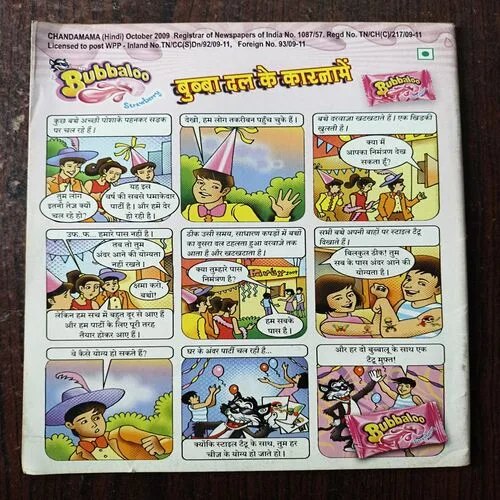 CHANDAMAMA (Hindi) October 2009 Registrar of Newspapers of India No. 1087/57. Regd No. TN/CH(C)/217/09-11
Licensed to post WPP - Inland No.TN/CC(S)Dn/92/09-11, Foreign No. 93/09-11
Bubbaloo
Strawberry
बुब्बा दल के कारनामें
Bubbaloo
कुछ बच्चे अच्छी पोशाकें पहनकर सड़क
पर चल रहे हैं।
तुम लोग
इतनी तेज क्यों
चल रहे हो?
यह इस
वर्ष की सबसे धमाकेदार
पार्टी है। और हमें देर
हो रही है।
देखो, हम लोग तकरीबन पहुँच चुके हैं।
बच्चे दरवाज़ा खटखटाते हैं। एक खिड़की
खुलती है।
क्या मैं
आपका निमंत्रण देख
सकता हूँ?
उफ..फ... हमारे पास नहीं है।
तब तो तुम
अंदर आने की योग्यता
नहीं रखते।
क्षमा करो,
बच्चो!
लेकिन हम सच में बहुत दूर से आए हैं
और हम पार्टी के लिए पूरी तरह
तैयार होकर आए हैं।
ठीक उसी समय, साधारण कपड़ों में बच्चों
का दूसरा दल टहलता हुआ दरवाजे तक
आता है और खटखटाता है।
क्या तुम्हारे पास
निमंत्रण है?
हम सबके
पास है।
सभी बच्चे अपनी बाहों पर स्टाइल टैटू
दिखाते हैं।
बिलकुल ठीक! तुम
सब के पास अंदर आने की
योग्यता है।
वे कैसे योग्य हो सकते हैं?
घर के अंदर पार्टी चल रही है...
क्योंकि स्टाइल टैटू के साथ, तुम हर
चीज के योग्य हो जाते हो।
और हर दो बुब्बालू के साथ एक
टैटू मुफ़्त।
Bubbaloo